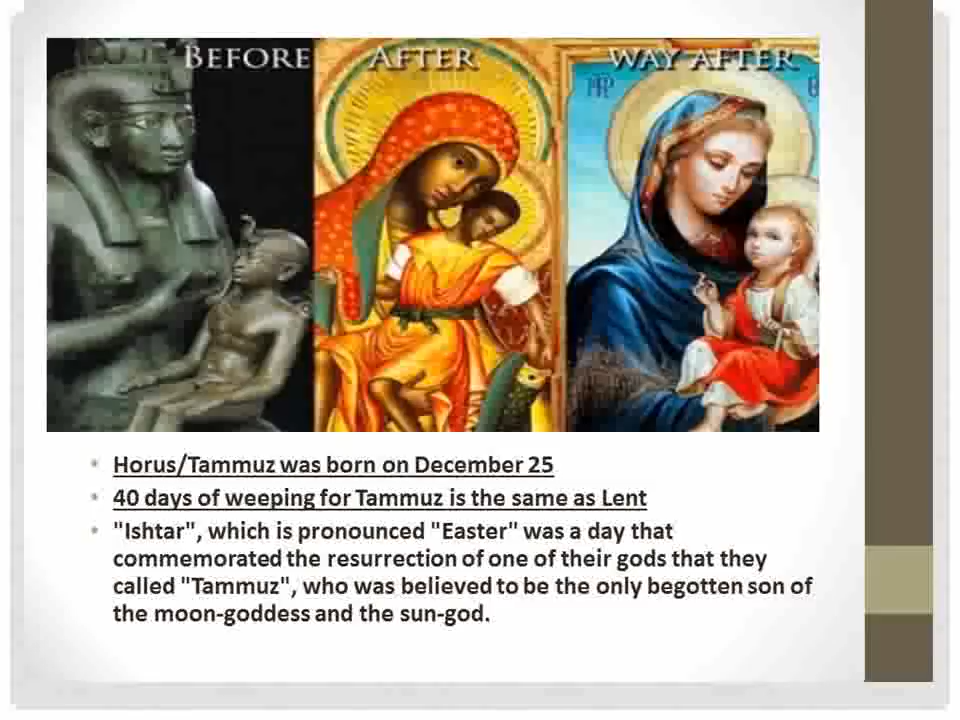 BEFORE AFTER WAY AFTER
• Horus/Tammuz was born on December 25
• 40 days of weeping for Tammuz is the same as Lent
• "Ishtar", which is pronounced "Easter" was a day that
commemorated the resurrection of one of their gods that they
called "Tammuz", who was believed to be the only begotten son of
the moon-goddess and the sun-god.